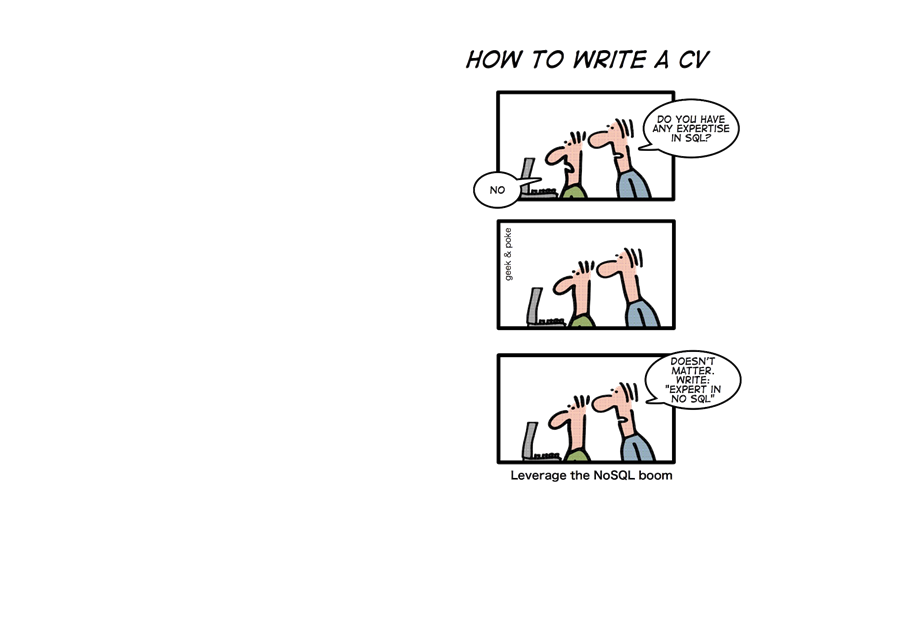 HOW TO WRITE A CV
DO YOU HAVE
ANY EXPERTISE
IN SQL?
NO
geek & poke
DOESN'T
MATTER.
WRITE:
"EXPERT IN
NO SQL"
Leverage the NoSQL boom